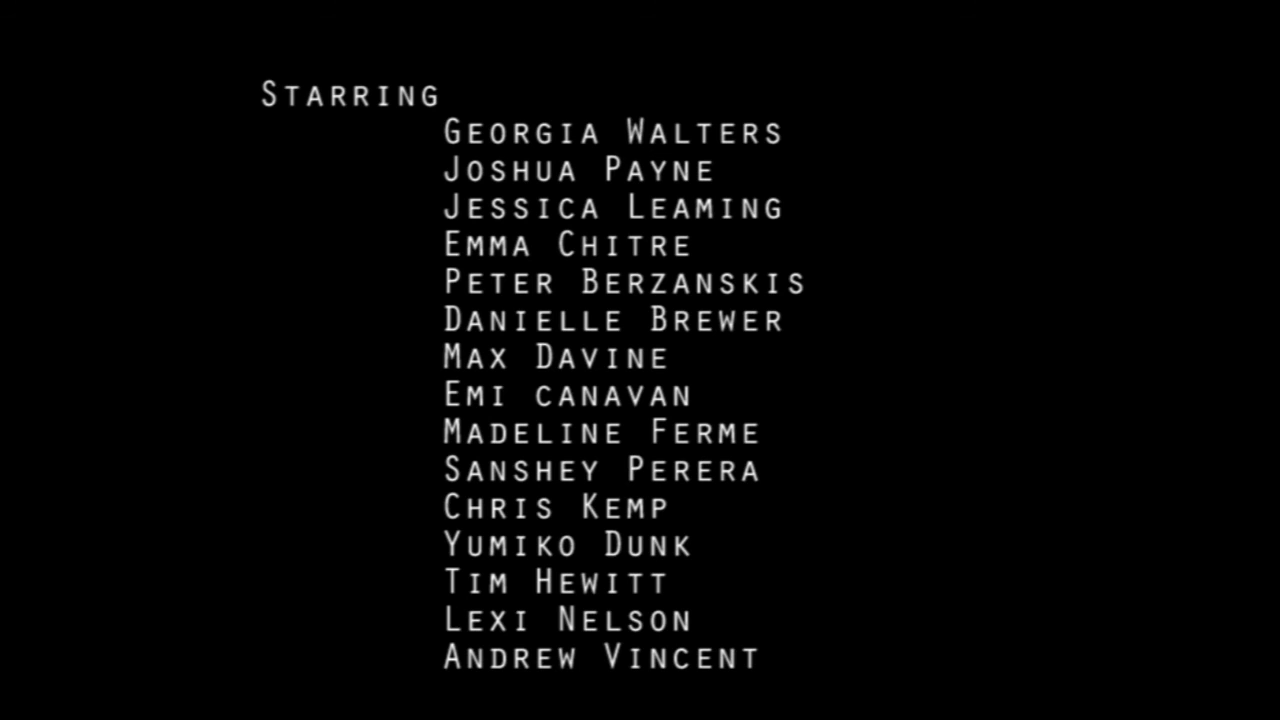 Starring
Georgia Walters
Joshua Payne
Jessica Leaming
Emma Chitre
Peter Berzanskis
Danielle Brewer
Max Davine
Emi canavan
Madeline Ferme
Sanshey Perera
Chris Kemp
Yumiko Dunk
Tim Hewitt
Lexi Nelson
Andrew Vincent